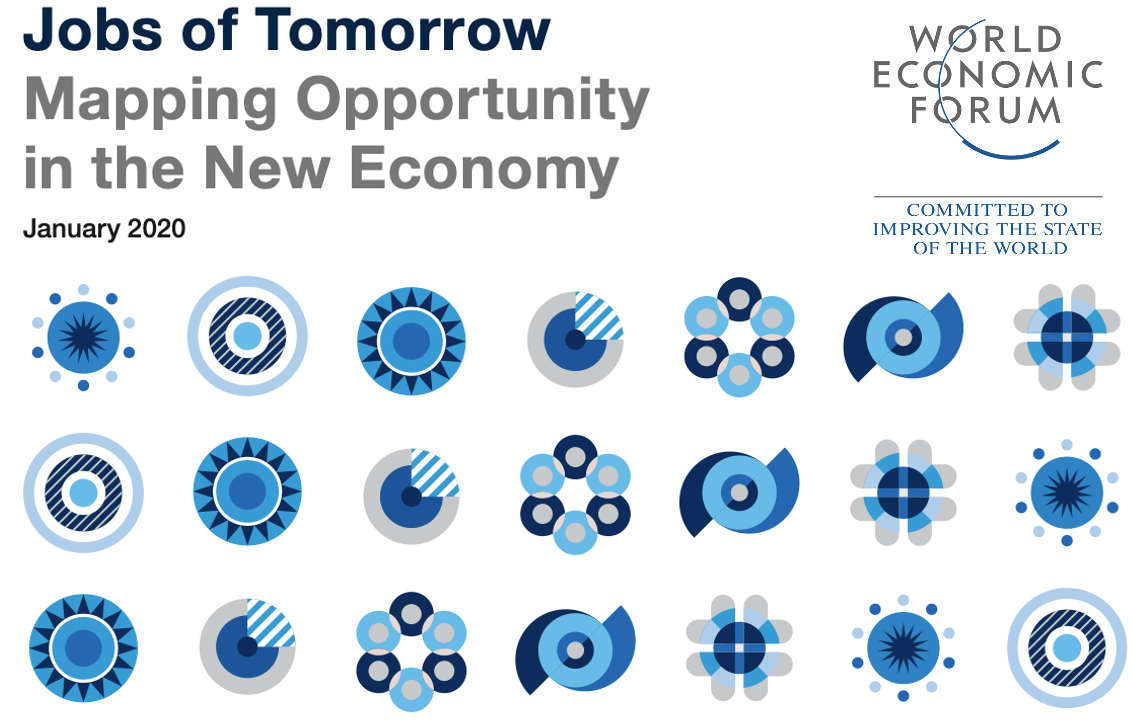 Jobs of Tomorrow
Mapping Opportunity
in the New Economy
January 2020
WORLD
ECONOMIC
FORUM
COMMITTED TO
IMPROVING THE STATE
OF THE WORLD